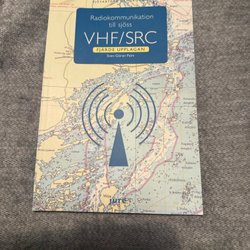 Radiokommunikation
till sjöss
VHF/SRC
FJÄRDE UPPLAGAN